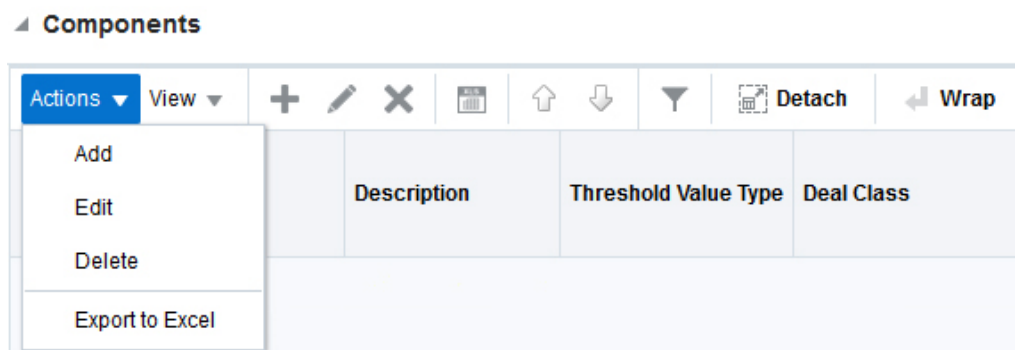 Components
Actions View Detach Wrap
Add
Edit
Delete
Export to Excel
Description Threshold Value Type Deal Class